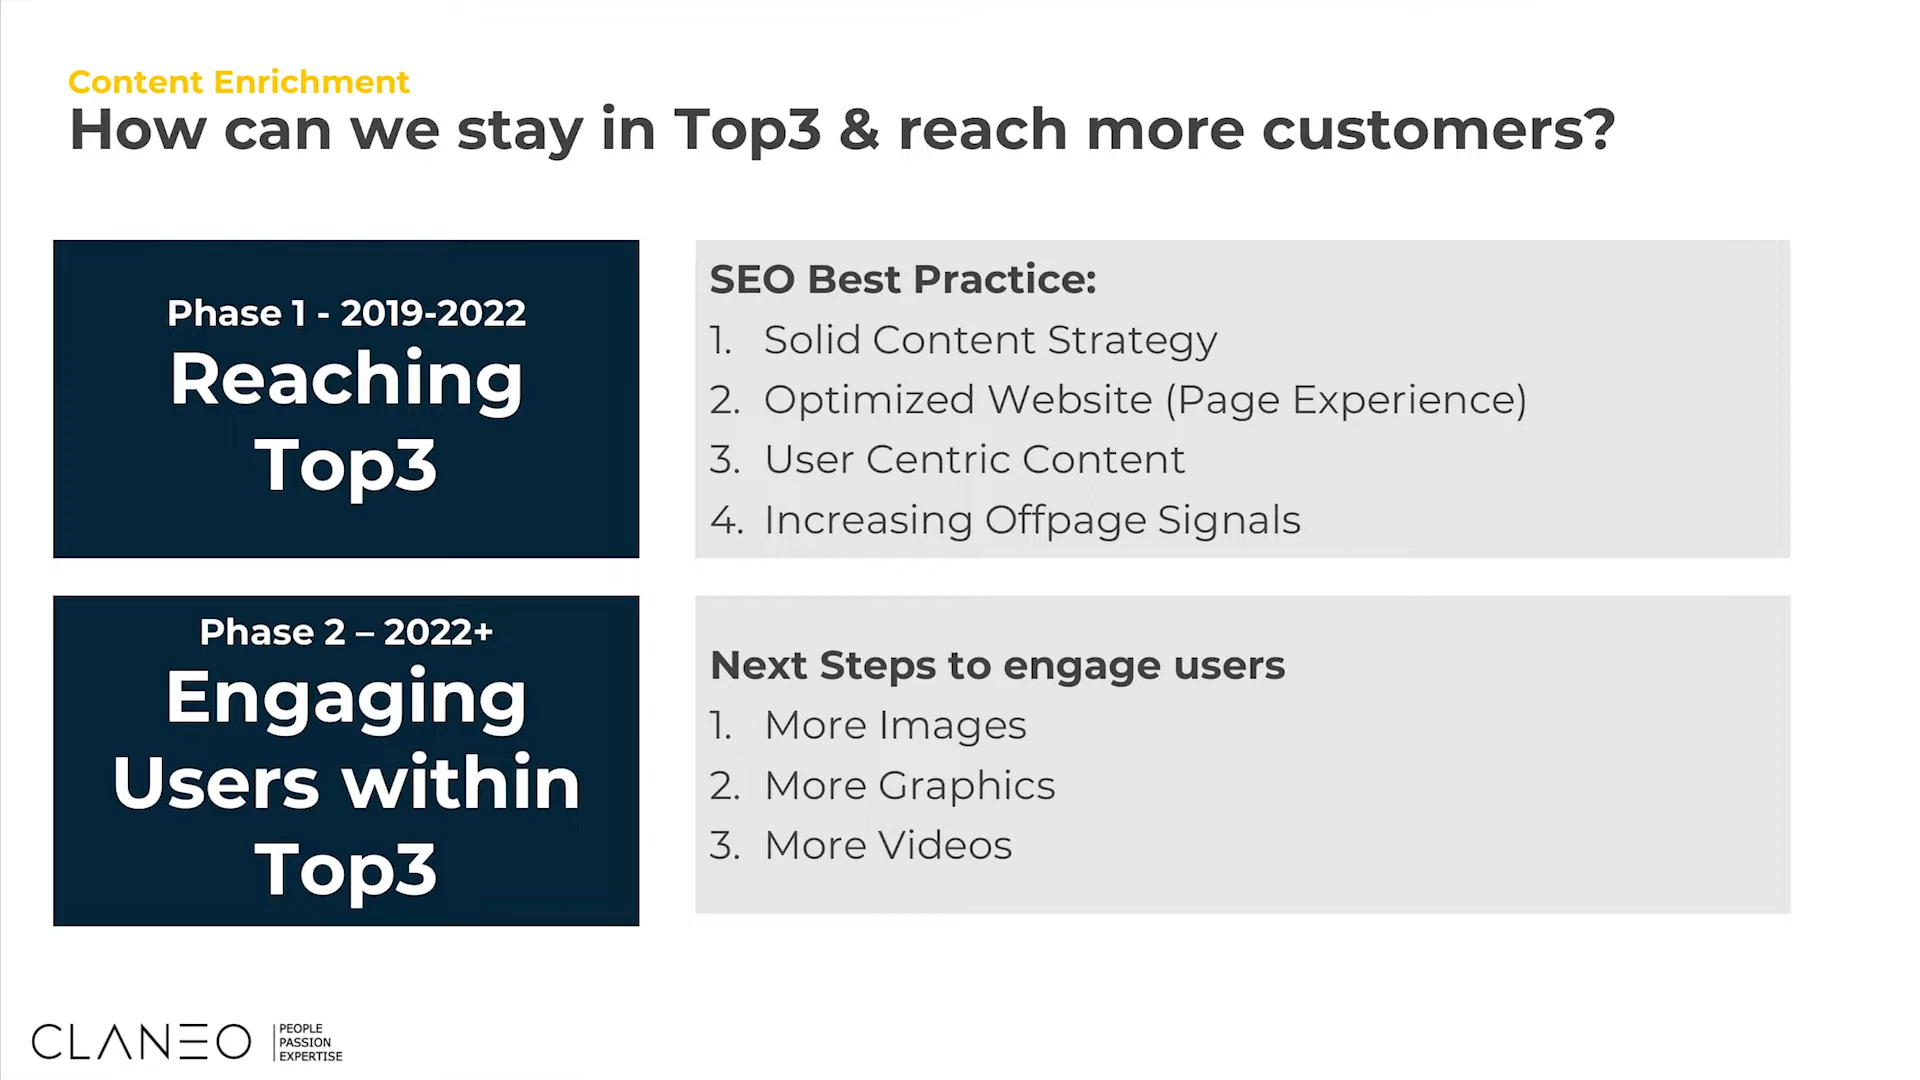 Content Enrichment
How can we stay in Top3 & reach more customers?
Phase 1 - 2019-2022
Reaching
Top3
SEO Best Practice:
1. Solid Content Strategy
2. Optimized Website (Page Experience)
3. User Centric Content
4. Increasing Offpage Signals
Phase 2 – 2022+
Engaging
Users within
Top3
Next Steps to engage users
1. More Images
2. More Graphics
3. More Videos
CLANEO
PEOPLE
PASSION
EXPERTISE